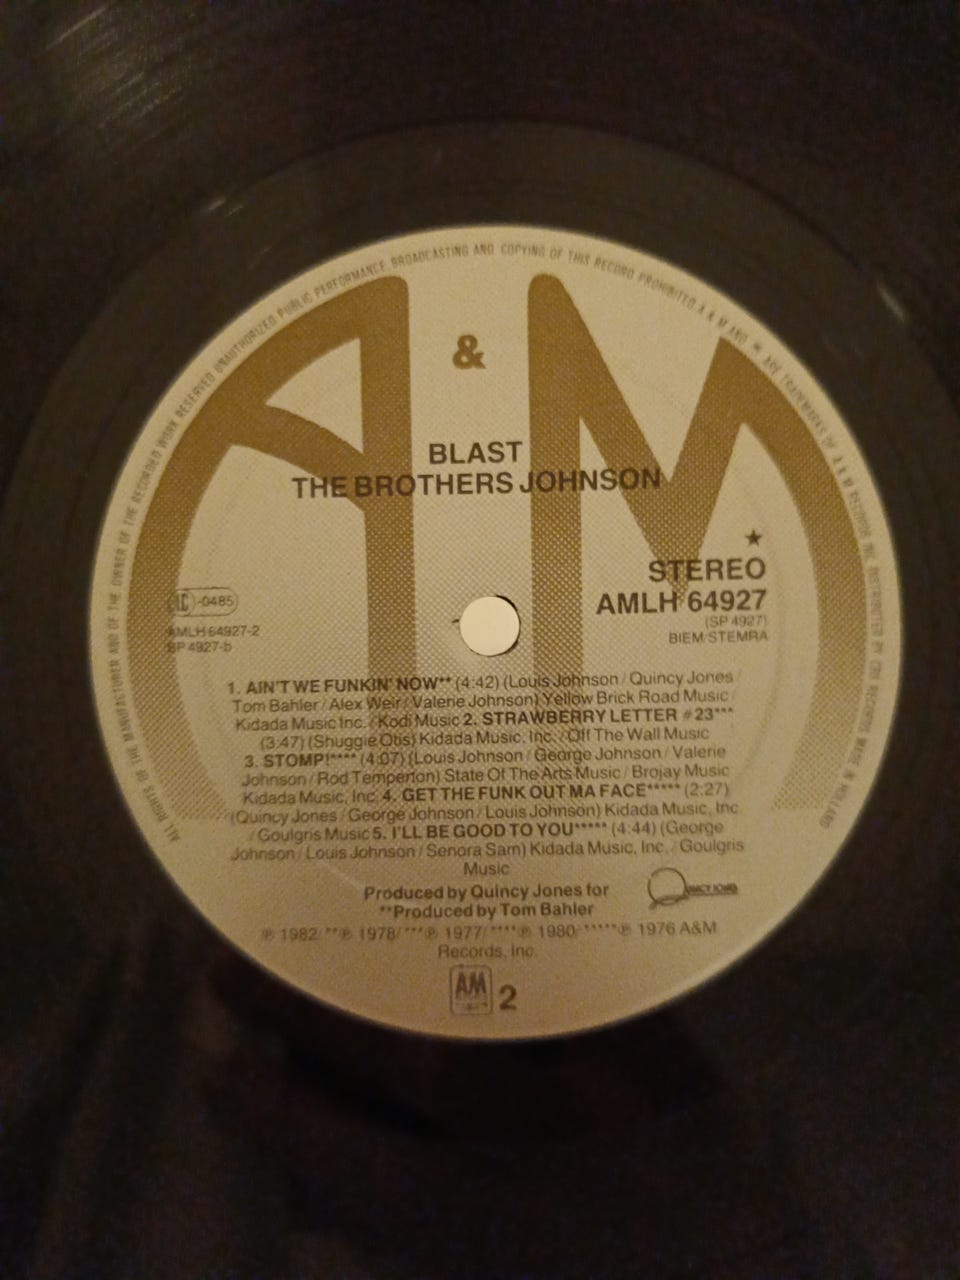 ALL RIGHTS OF THE MANUFACTURER AND OF THE OWNER OF THE RECORDED WORK RESERVED UNAUTHORIZED PUBLIC PERFORMANCE BROADCASTING AND COPYING OF THIS RECORD PROHIBITED A & M AND ARE TRADEMARKS OF A & M RECORDS INC DISTRIBUTED BY CBS RECORDS MADE IN HOLLAND
A & M
BLAST
THE BROTHERS JOHNSON
★
STEREO
AMLH 64927
(SP 4927)
BIEM/STEMRA
LC -0485
AMLH 64927-2
SP 4927-b
1. AIN'T WE FUNKIN' NOW** (4:42) (Louis Johnson / Quincy Jones /
Tom Bahler / Alex Weir / Valerie Johnson) Yellow Brick Road Music /
Kidada Music Inc. / Kodi Music 2. STRAWBERRY LETTER #23***
(3:47) (Shuggie Otis) Kidada Music, Inc. / Off The Wall Music
3. STOMP!**** (4:07) (Louis Johnson / George Johnson / Valerie
Johnson / Rod Temperton) State Of The Arts Music / Brojay Music
Kidada Music, Inc. 4. GET THE FUNK OUT MA FACE***** (2:27)
(Quincy Jones / George Johnson / Louis Johnson) Kidada Music, Inc.
/ Goulgris Music 5. I'LL BE GOOD TO YOU***** (4:44) (George
Johnson / Louis Johnson / Senora Sam) Kidada Music, Inc. / Goulgris
Music
Produced by Quincy Jones for
QUINCY JONES
**Produced by Tom Bahler
℗ 1982/ **℗ 1978/ ***℗ 1977/ ****℗ 1980/ *****℗ 1976 A&M
Records, Inc.
AM
2